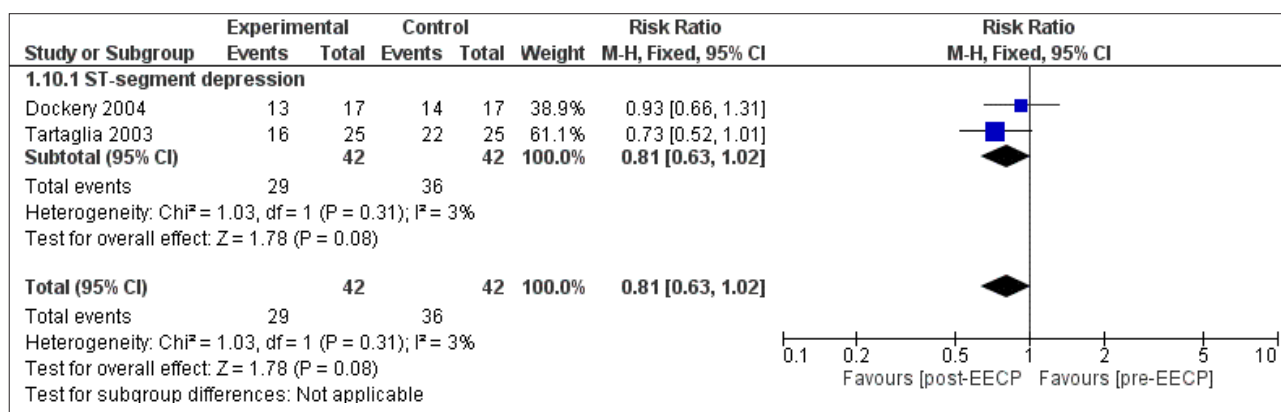 Experimental Control Risk Ratio Risk Ratio
Study or Subgroup Events Total Events Total Weight M-H, Fixed, 95% CI M-H, Fixed, 95% CI
1.10.1 ST-segment depression
Dockery 2004 13 17 14 17 38.9% 0.93 [0.66, 1.31]
Tartaglia 2003 16 25 22 25 61.1% 0.73 [0.52, 1.01]
Subtotal (95% CI) 42 42 100.0% 0.81 [0.63, 1.02]
Total events 29 36
Heterogeneity: Chi² = 1.03, df = 1 (P = 0.31); I² = 3%
Test for overall effect: Z = 1.78 (P = 0.08)
Total (95% CI) 42 42 100.0% 0.81 [0.63, 1.02]
Total events 29 36
Heterogeneity: Chi² = 1.03, df = 1 (P = 0.31); I² = 3%
Test for overall effect: Z = 1.78 (P = 0.08)
Test for subgroup differences: Not applicable
0.1 0.2 0.5 1 2 5 10
Favours [post-EECP Favours [pre-EECP]